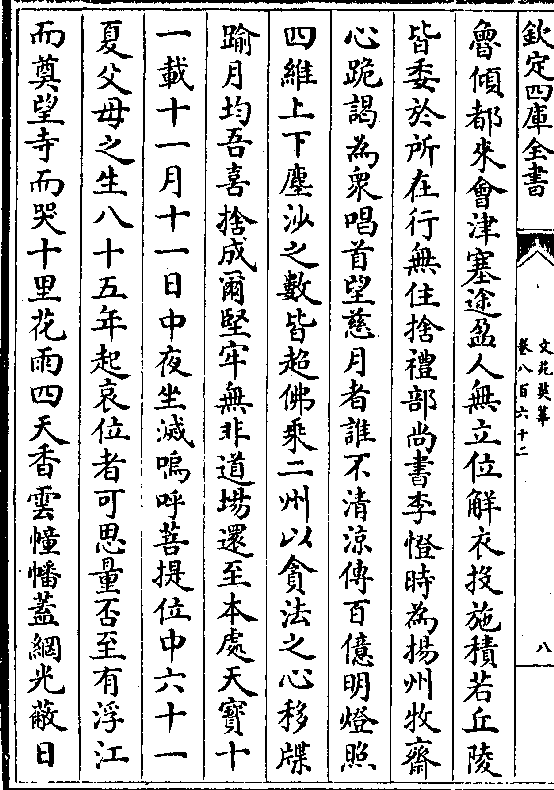 欽定四庫全書
文苑英華
卷八百六十二
八
魯傾都來會津塞途盈人無立位解衣投施積若丘陵
皆委於所在行無住捨禮部尚書李憕時為揚州牧齋
心跪謁為衆唱首望慈月者誰不清涼傳百億明燈照
四維上下塵沙之數皆超佛乘二州以貪法之心移牒
踰月均吾喜捨成爾堅牢無非道場還至本處天寳十
一載十一月十一日中夜坐滅嗚呼菩提位中六十一
夏父母之生八十五年起哀位者可思量否至有浮江
而奠望寺而哭十里花雨四天香雲幢幡蓋網光蔽日